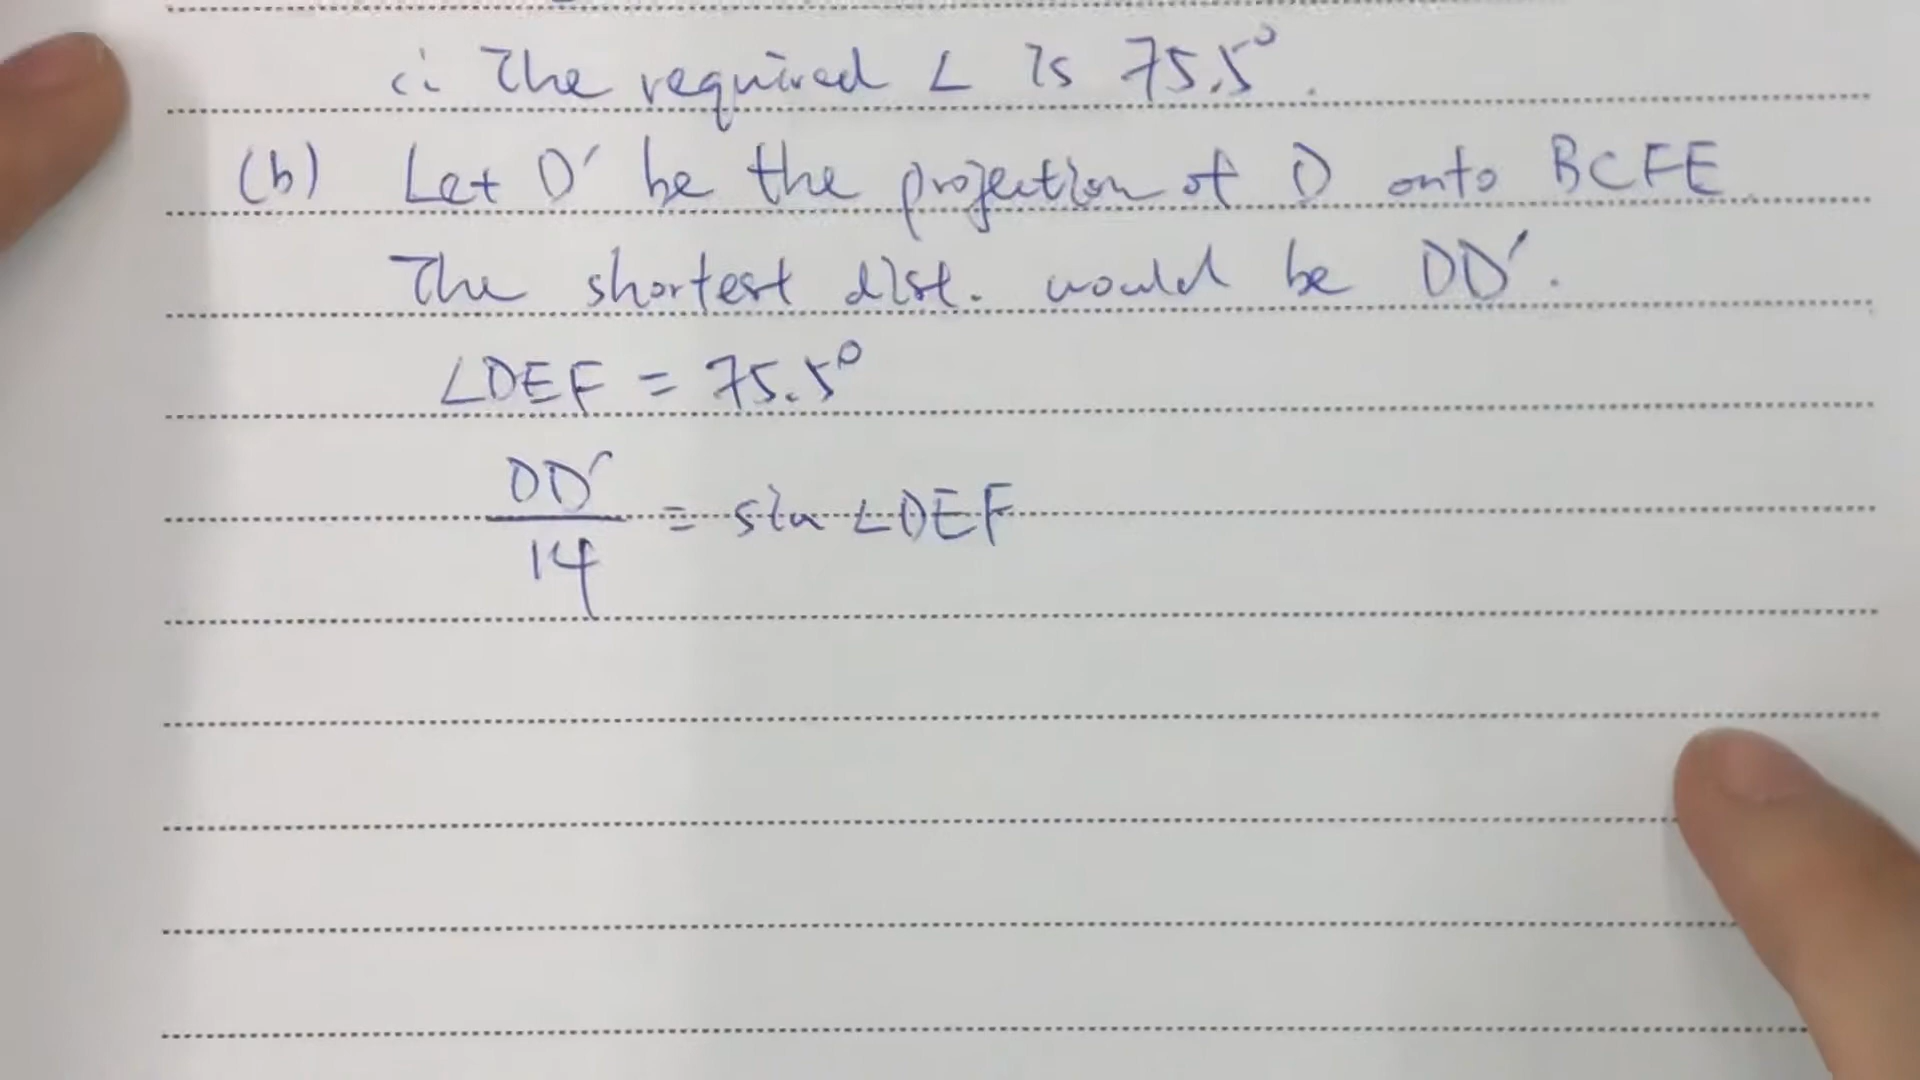 ∴ The required ∠ is 75.5°.
(b) Let D′ be the projection of D onto BCFE.
The shortest dist. would be DD′.
∠DEF = 75.5°
DD′/14 = sin ∠DEF